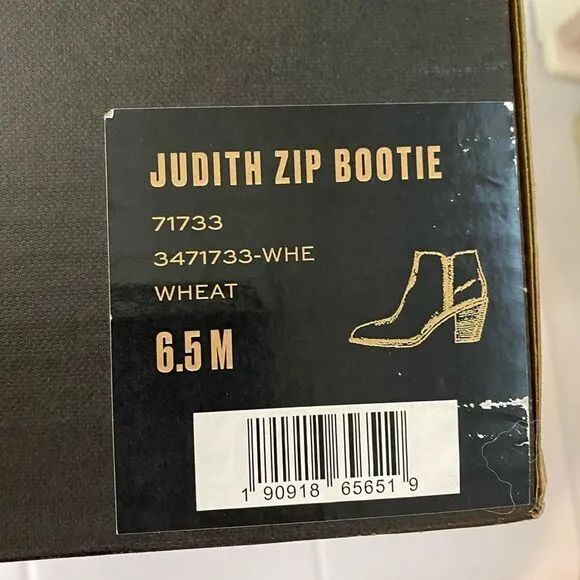 JUDITH ZIP BOOTIE
71733
3471733-WHE
WHEAT
6.5 M
1 90918 65651 9